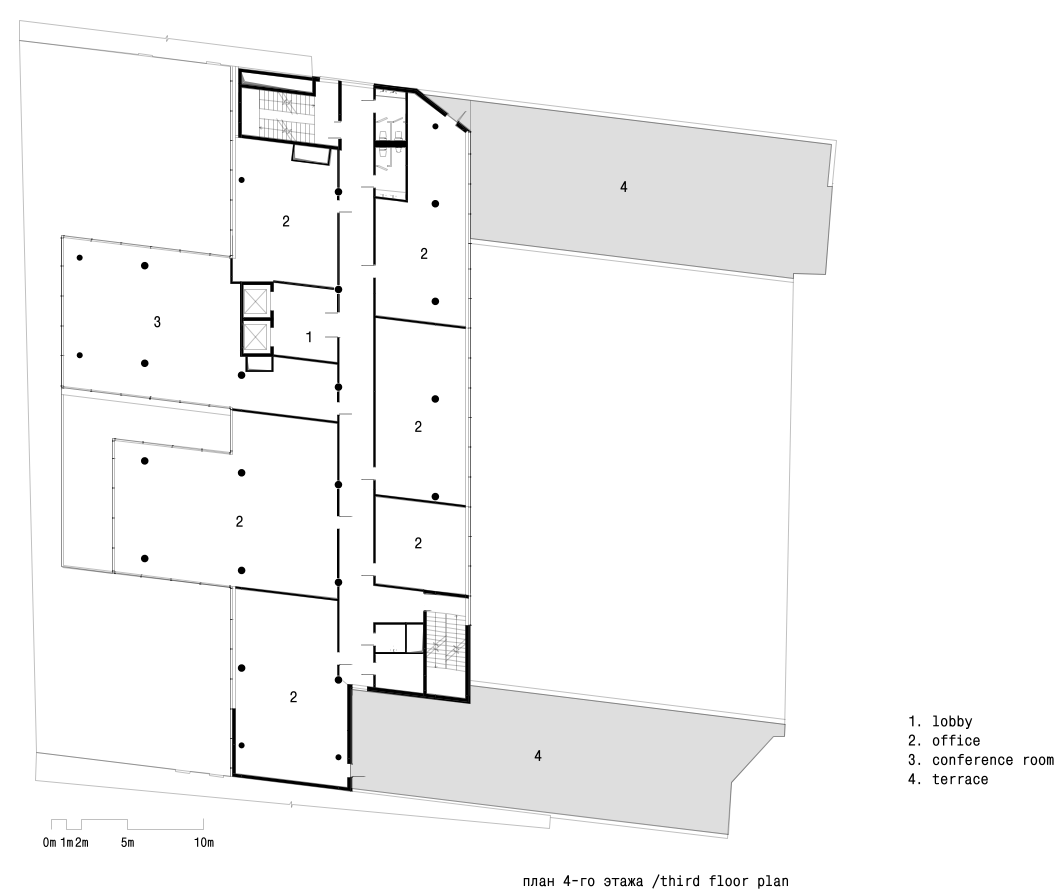 4
2
2
3
1
2
2
2
2
4
1. lobby
2. office
3. conference room
4. terrace
0m 1m 2m 5m 10m
план 4-го этажа /third floor plan